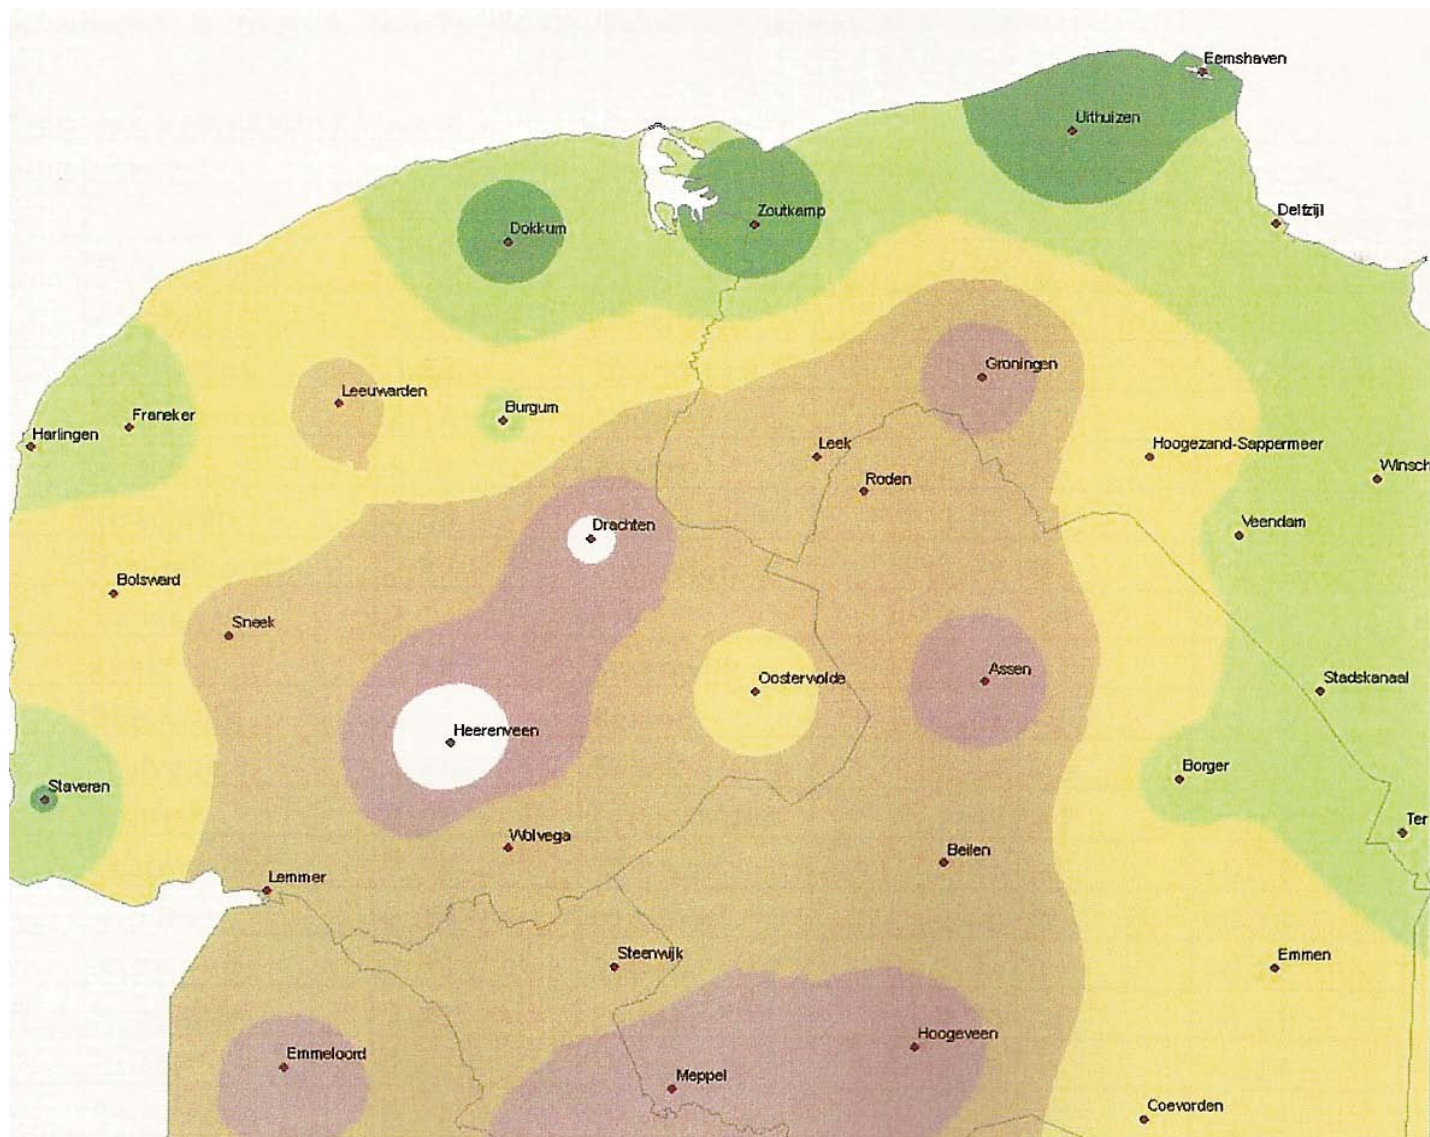 Eemshaven
Uithuizen
Zoutkamp
Delfzijl
Dokkum
Groningen
Leeuwarden
Burgum
Franeker
Harlingen
Leek
Hoogezand-Sappermeer
Roden
Winsch
Drachten
Veendam
Bolsward
Sneek
Assen
Oosterwolde
Stadskanaal
Heerenveen
Borger
Staveren
Ter
Wolvega
Beilen
Lemmer
Steenwijk
Emmen
Hoogeveen
Emmeloord
Meppel
Coevorden